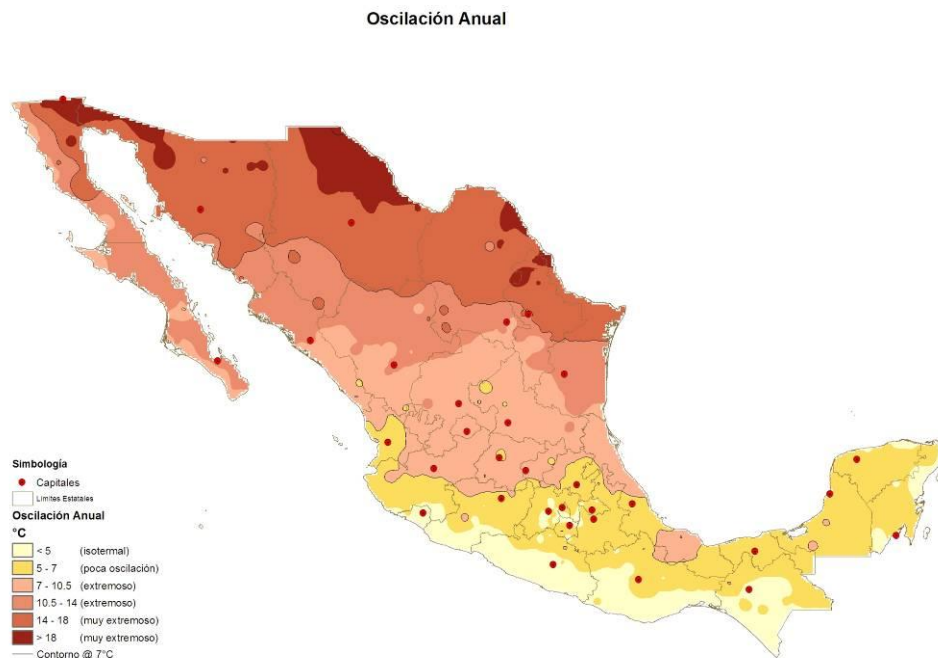 Oscilación Anual
Simbología
Capitales
Limites Estatales
Oscilación Anual
°C
< 5 (isotermal)
5 - 7 (poca oscilación)
7 - 10.5 (extremoso)
10.5 - 14 (extremoso)
14 - 18 (muy extremoso)
> 18 (muy extremoso)
Contorno @ 7°C